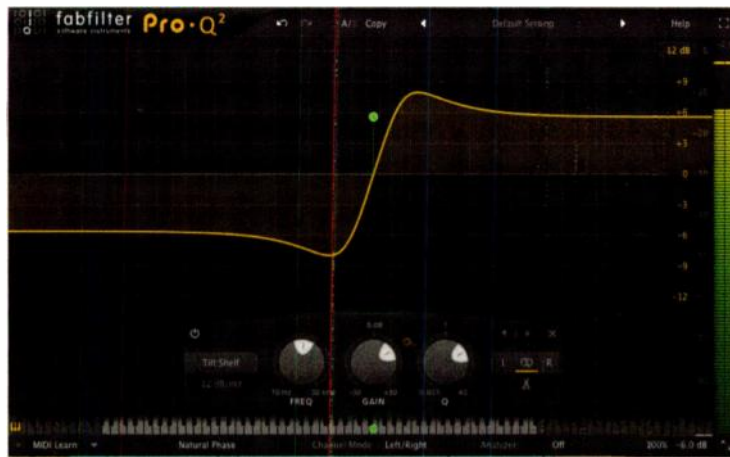 fabfilter
software instruments
Pro·Q²
Copy
Default Setting
Help
12 dB
+9
+6
+3
0
-3
-6
-9
-12
Tilt Shelf
FREQ
GAIN
Q
R
MIDI Learn
Natural Phase
Channel Mode
Left/Right
Analyzer
Off
100%
-6.0 dB